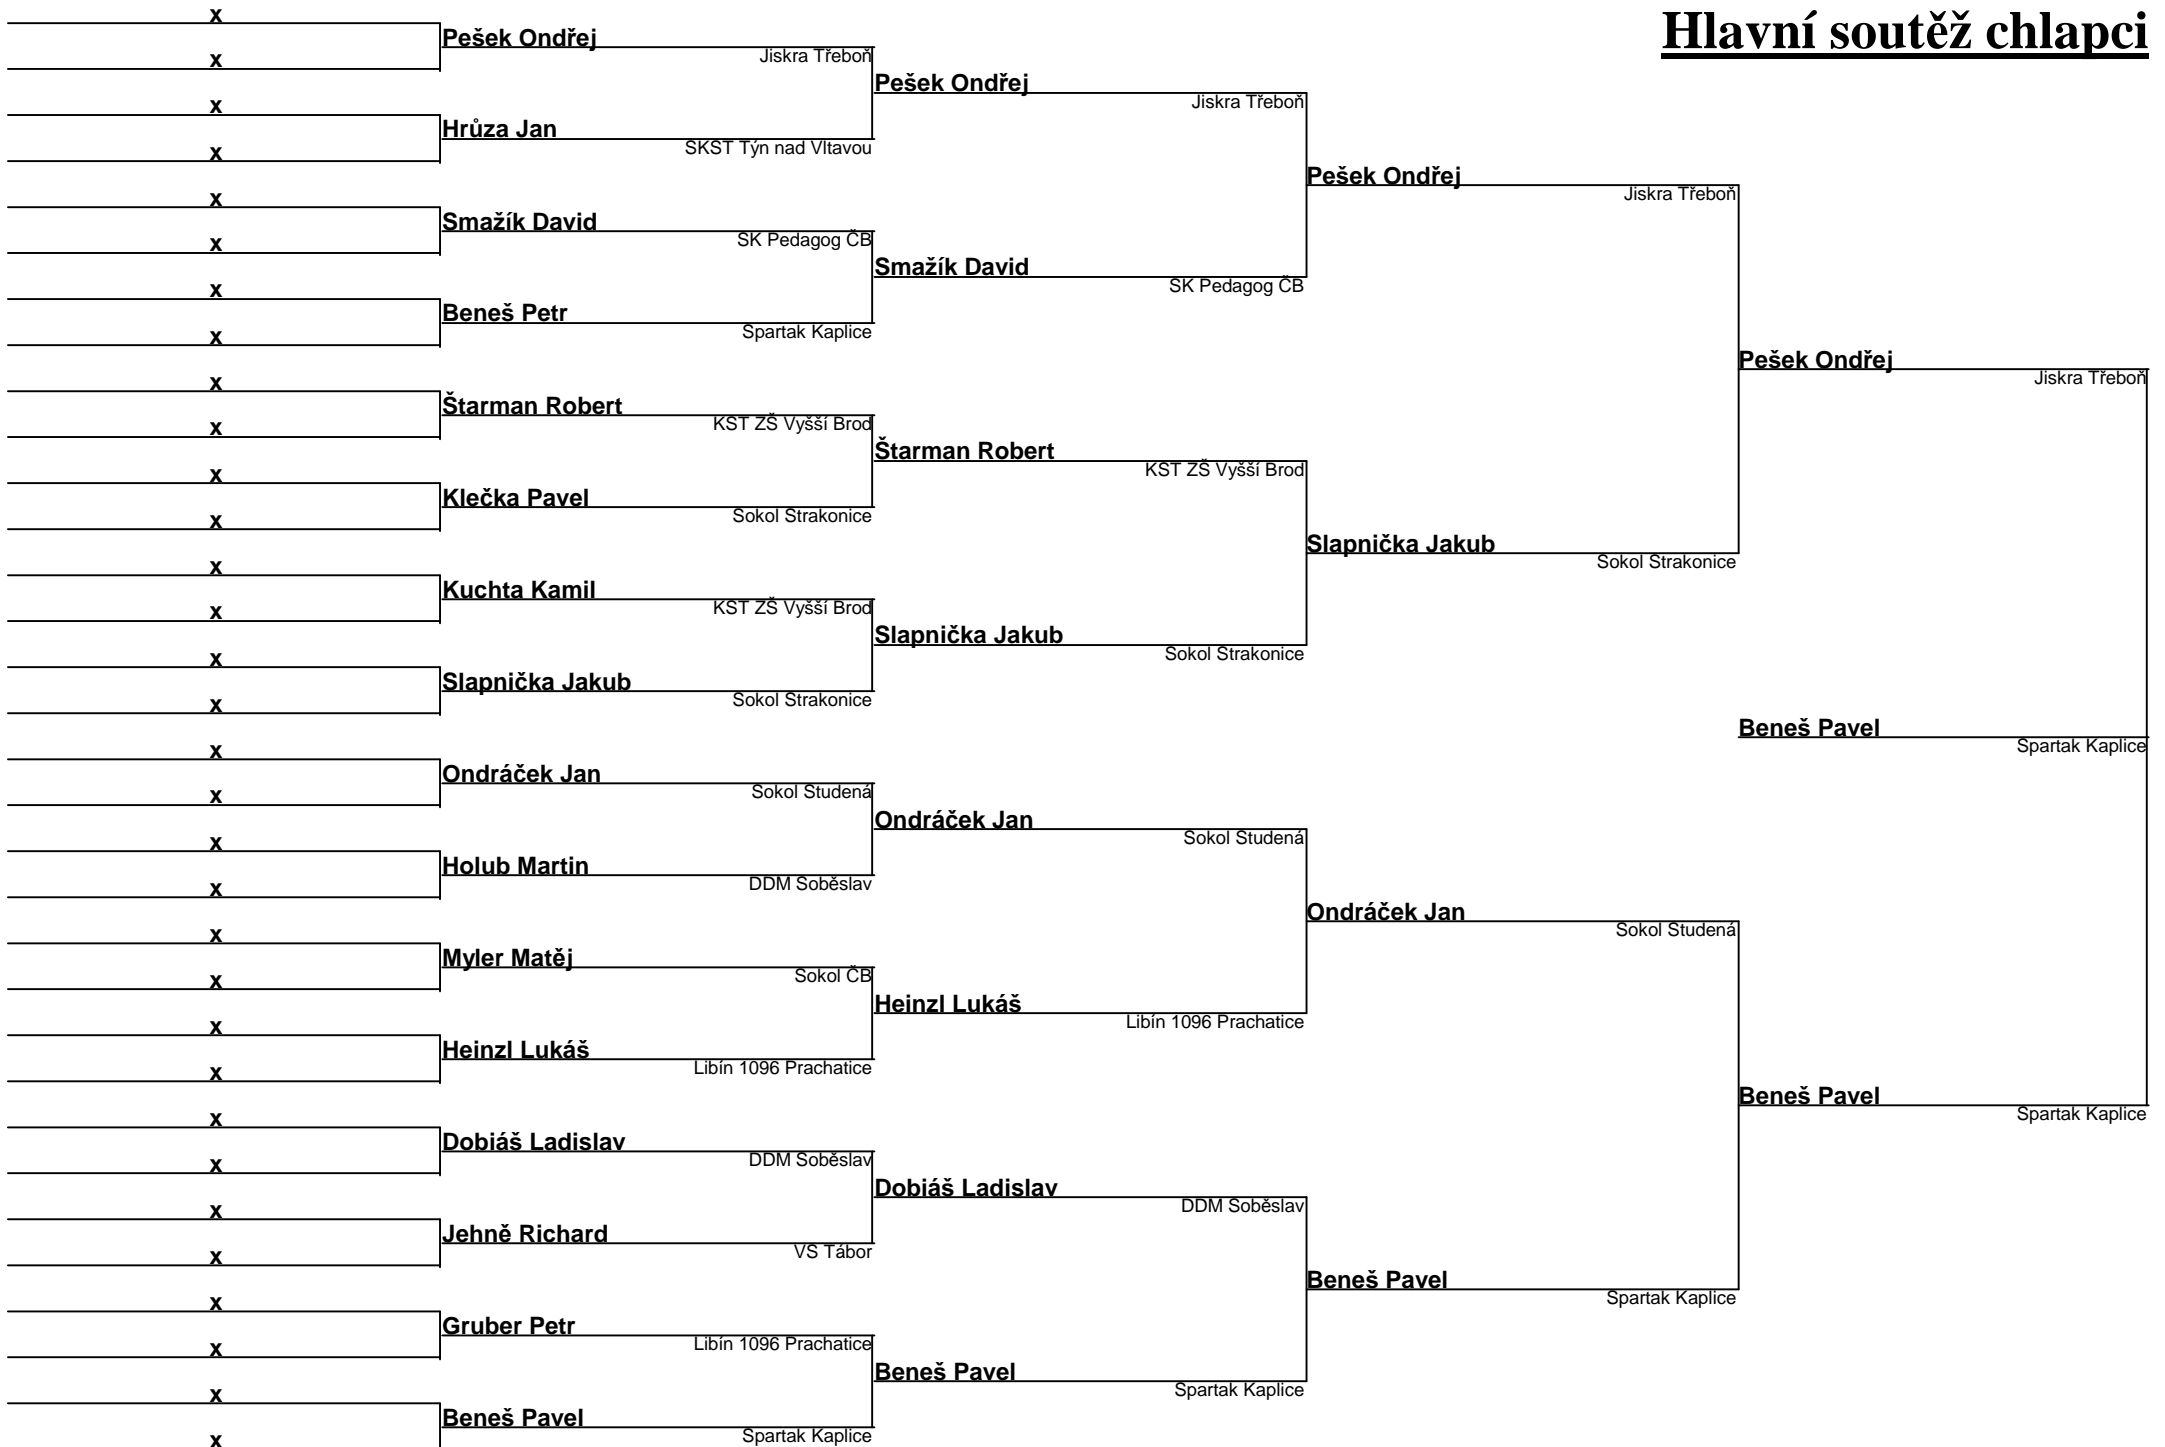 Hlavní soutěž chlapci
x
Pešek Ondřej
Jiskra Třeboň
x
Pešek Ondřej
Jiskra Třeboň
x
Hrůza Jan
SKST Týn nad Vltavou
x
Pešek Ondřej
Jiskra Třeboň
x
Smažík David
SK Pedagog ČB
x
Smažík David
SK Pedagog ČB
x
Beneš Petr
Spartak Kaplice
x
Pešek Ondřej
Jiskra Třeboň
x
Štarman Robert
KST ZŠ Vyšší Brod
x
Štarman Robert
KST ZŠ Vyšší Brod
x
Klečka Pavel
Sokol Strakonice
x
Slapnička Jakub
Sokol Strakonice
x
Kuchta Kamil
KST ZŠ Vyšší Brod
x
Slapnička Jakub
Sokol Strakonice
x
Slapnička Jakub
Sokol Strakonice
x
Beneš Pavel
Spartak Kaplice
x
Ondráček Jan
Sokol Studená
x
Ondráček Jan
Sokol Studená
x
Holub Martin
DDM Soběslav
x
Ondráček Jan
Sokol Studená
x
Myler Matěj
Sokol ČB
x
Heinzl Lukáš
Libín 1096 Prachatice
x
Heinzl Lukáš
Libín 1096 Prachatice
x
Beneš Pavel
Spartak Kaplice
x
Dobiáš Ladislav
DDM Soběslav
x
Dobiáš Ladislav
DDM Soběslav
x
Jehně Richard
VS Tábor
x
Beneš Pavel
Spartak Kaplice
x
Gruber Petr
Libín 1096 Prachatice
x
Beneš Pavel
Spartak Kaplice
x
Beneš Pavel
Spartak Kaplice
x